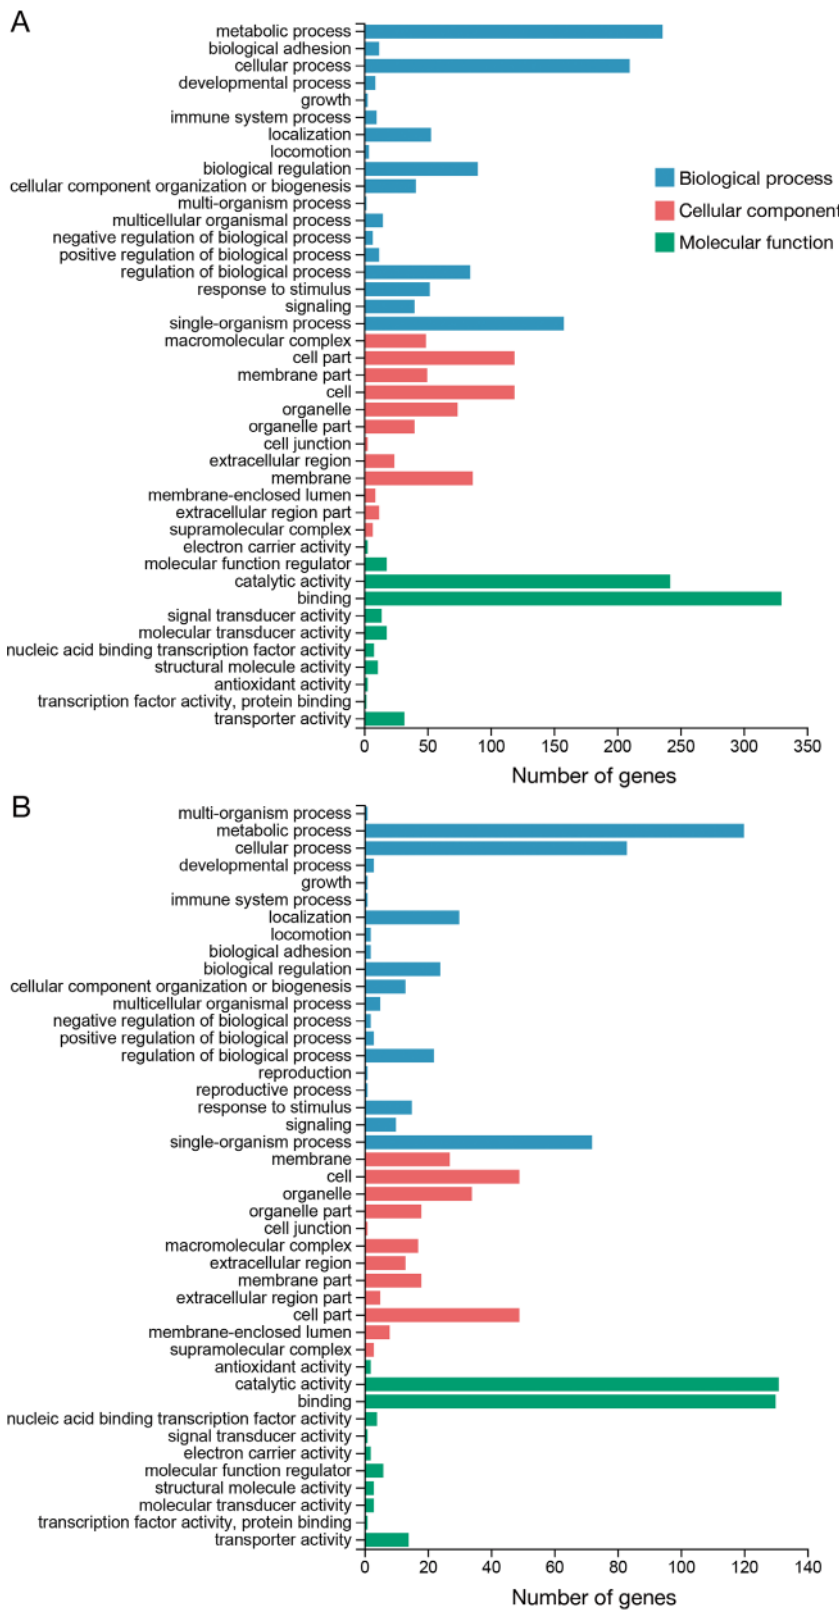 A
metabolic process
biological adhesion
cellular process
developmental process
growth
immune system process
localization
locomotion
biological regulation
cellular component organization or biogenesis
multi-organism process
multicellular organismal process
negative regulation of biological process
positive regulation of biological process
regulation of biological process
response to stimulus
signaling
single-organism process
macromolecular complex
cell part
membrane part
cell
organelle
organelle part
cell junction
extracellular region
membrane
membrane-enclosed lumen
extracellular region part
supramolecular complex
electron carrier activity
molecular function regulator
catalytic activity
binding
signal transducer activity
molecular transducer activity
nucleic acid binding transcription factor activity
structural molecule activity
antioxidant activity
transcription factor activity, protein binding
transporter activity
Biological process
Cellular component
Molecular function
0 50 100 150 200 250 300 350
Number of genes
B
multi-organism process
metabolic process
cellular process
developmental process
growth
immune system process
localization
locomotion
biological adhesion
biological regulation
cellular component organization or biogenesis
multicellular organismal process
negative regulation of biological process
positive regulation of biological process
regulation of biological process
reproduction
reproductive process
response to stimulus
signaling
single-organism process
membrane
cell
organelle
organelle part
cell junction
macromolecular complex
extracellular region
membrane part
extracellular region part
cell part
membrane-enclosed lumen
supramolecular complex
antioxidant activity
catalytic activity
binding
nucleic acid binding transcription factor activity
signal transducer activity
electron carrier activity
molecular function regulator
structural molecule activity
molecular transducer activity
transcription factor activity, protein binding
transporter activity
0 20 40 60 80 100 120 140
Number of genes